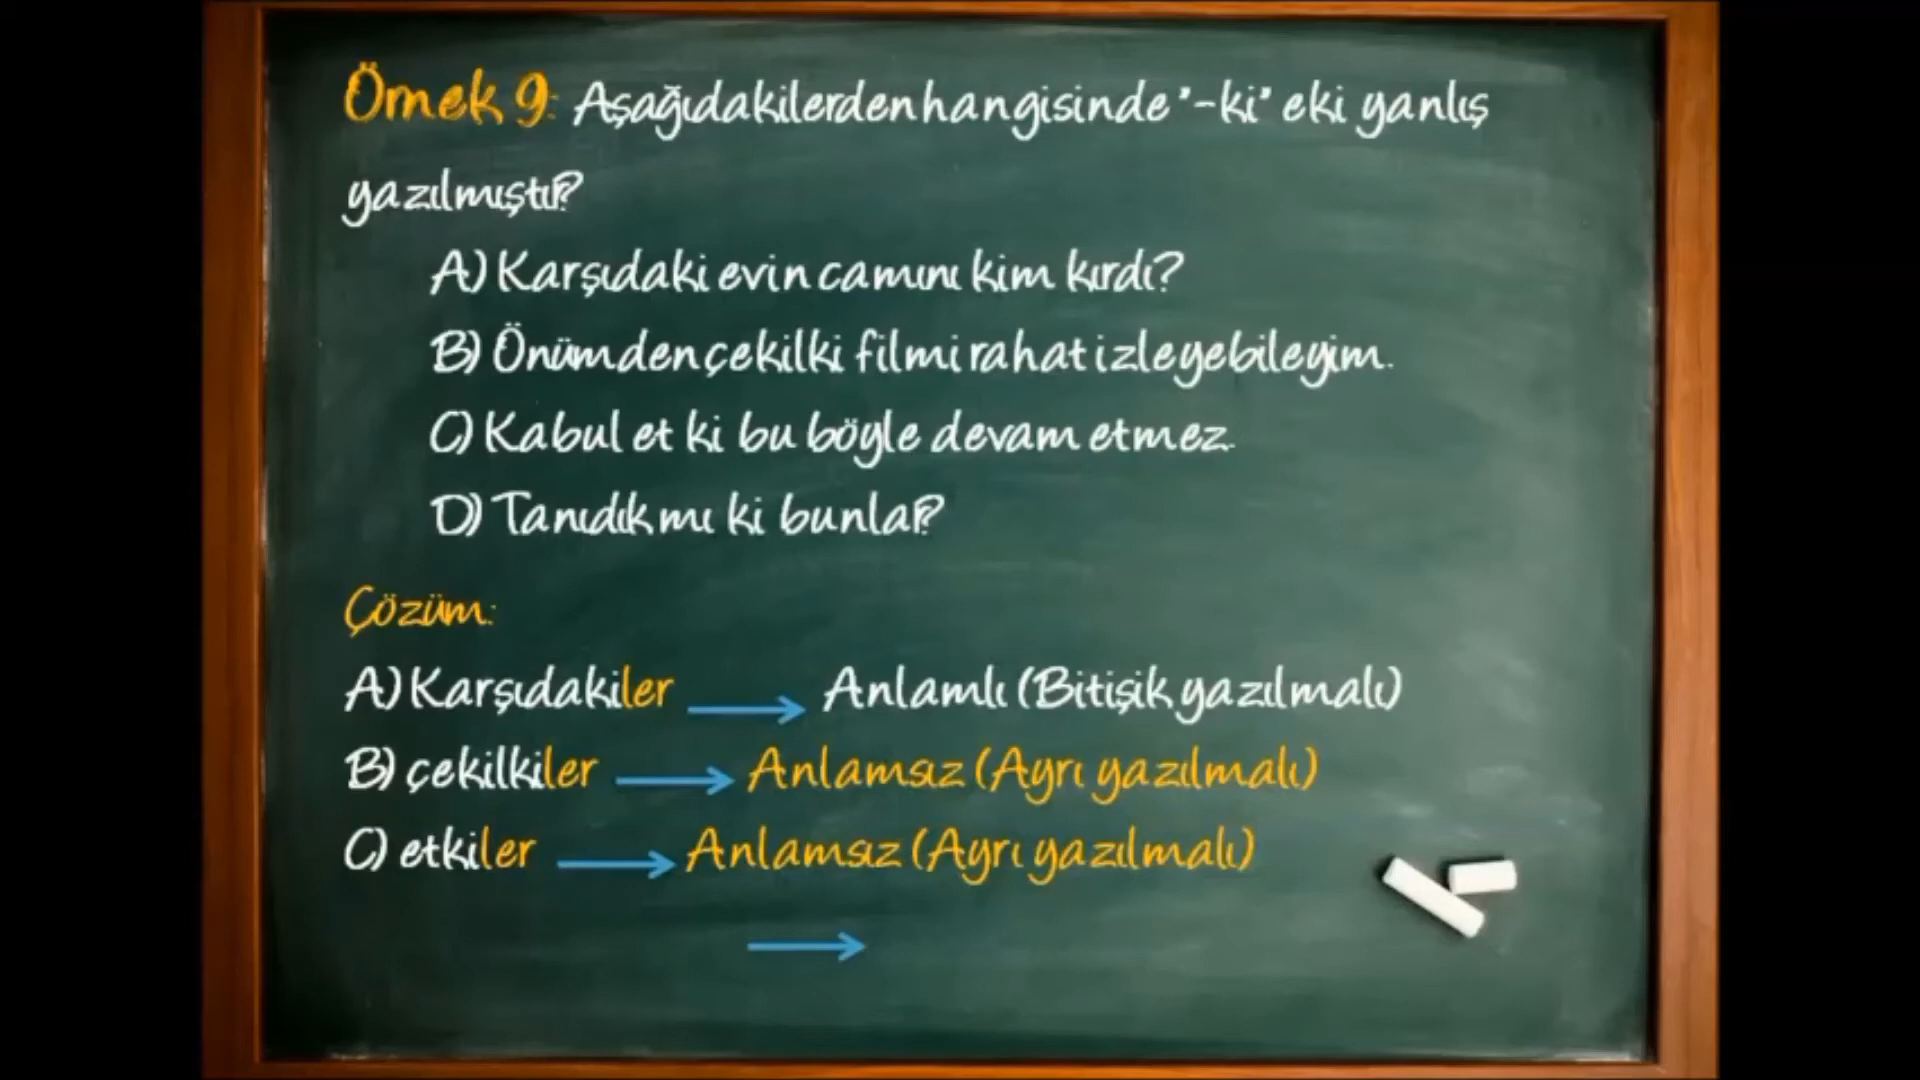 Örnek 9: Aşağıdakilerden hangisinde "-ki" eki yanlış
yazılmıştır?
A) Karşıdaki evin camını kim kırdı?
B) Önümden çekilki filmi rahat izleyebileyim.
C) Kabul et ki bu böyle devam etmez.
D) Tanıdık mı ki bunlar?
Çözüm:
A) Karşıdakiler → Anlamlı (Bitişik yazılmalı)
B) çekilkiler → Anlamsız (Ayrı yazılmalı)
C) etkiler → Anlamsız (Ayrı yazılmalı)
→